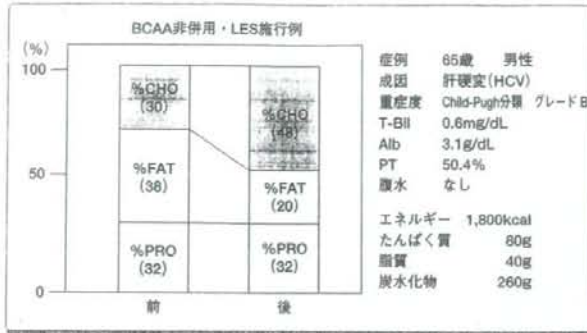 BCAA非併用・LES施行例
(%)
100
50
0
%CHO
(30)
%FAT
(38)
%PRO
(32)
%CHO
(48)
%FAT
(20)
%PRO
(32)
前
後
症例 65歳 男性
成因 肝硬変(HCV)
重症度 Child-Pugh分類 グレードB
T-Bil 0.6mg/dL
Alb 3.1g/dL
PT 50.4%
腹水 なし
エネルギー 1,800kcal
たんぱく質 80g
脂質 40g
炭水化物 260g